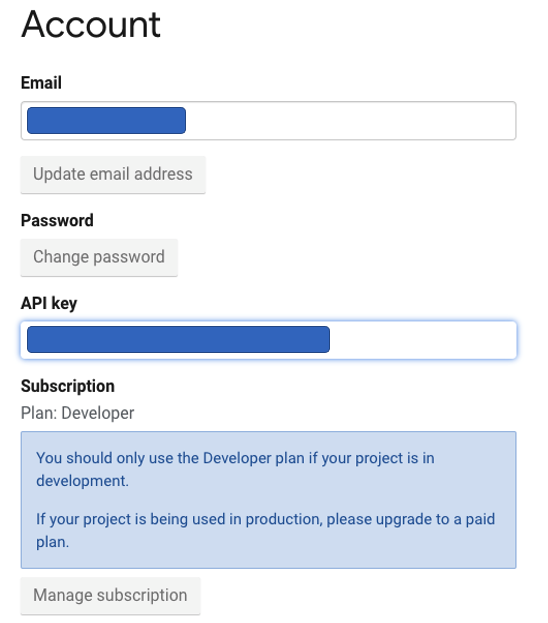 Account
Email
Update email address
Password
Change password
API key
Subscription
Plan: Developer
You should only use the Developer plan if your project is in
development.
If your project is being used in production, please upgrade to a paid
plan.
Manage subscription